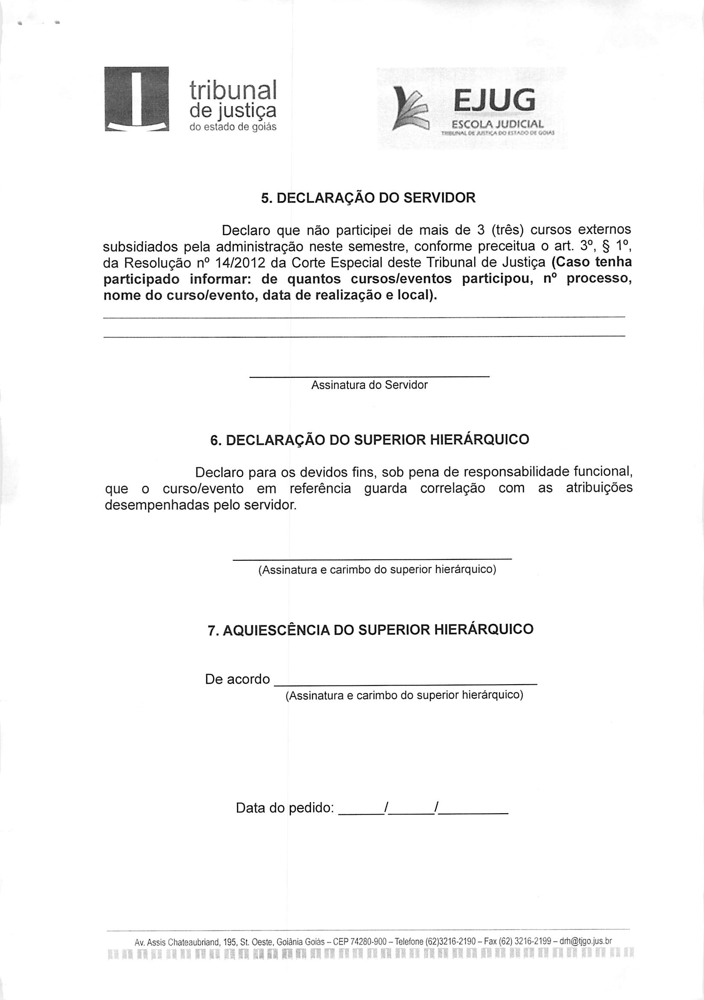 tribunal
de justiça
do estado de goiás
EJUG
ESCOLA JUDICIAL
TRIBUNAL DE JUSTIÇA DO ESTADO DE GOIÁS
5. DECLARAÇÃO DO SERVIDOR
Declaro que não participei de mais de 3 (três) cursos externos
subsidiados pela administração neste semestre, conforme preceitua o art. 3º, § 1º,
da Resolução nº 14/2012 da Corte Especial deste Tribunal de Justiça (Caso tenha
participado informar: de quantos cursos/eventos participou, nº processo,
nome do curso/evento, data de realização e local).
Assinatura do Servidor
6. DECLARAÇÃO DO SUPERIOR HIERÁRQUICO
Declaro para os devidos fins, sob pena de responsabilidade funcional,
que o curso/evento em referência guarda correlação com as atribuições
desempenhadas pelo servidor.
(Assinatura e carimbo do superior hierárquico)
7. AQUIESCÊNCIA DO SUPERIOR HIERÁRQUICO
De acordo ____________________
(Assinatura e carimbo do superior hierárquico)
Data do pedido: ______/______/_________
Av. Assis Chateaubriand, 195, St. Oeste, Goiânia Goiás – CEP 74280-900 – Telefone (62)3216-2190 – Fax (62) 3216-2199 – drh@tjgo.jus.br